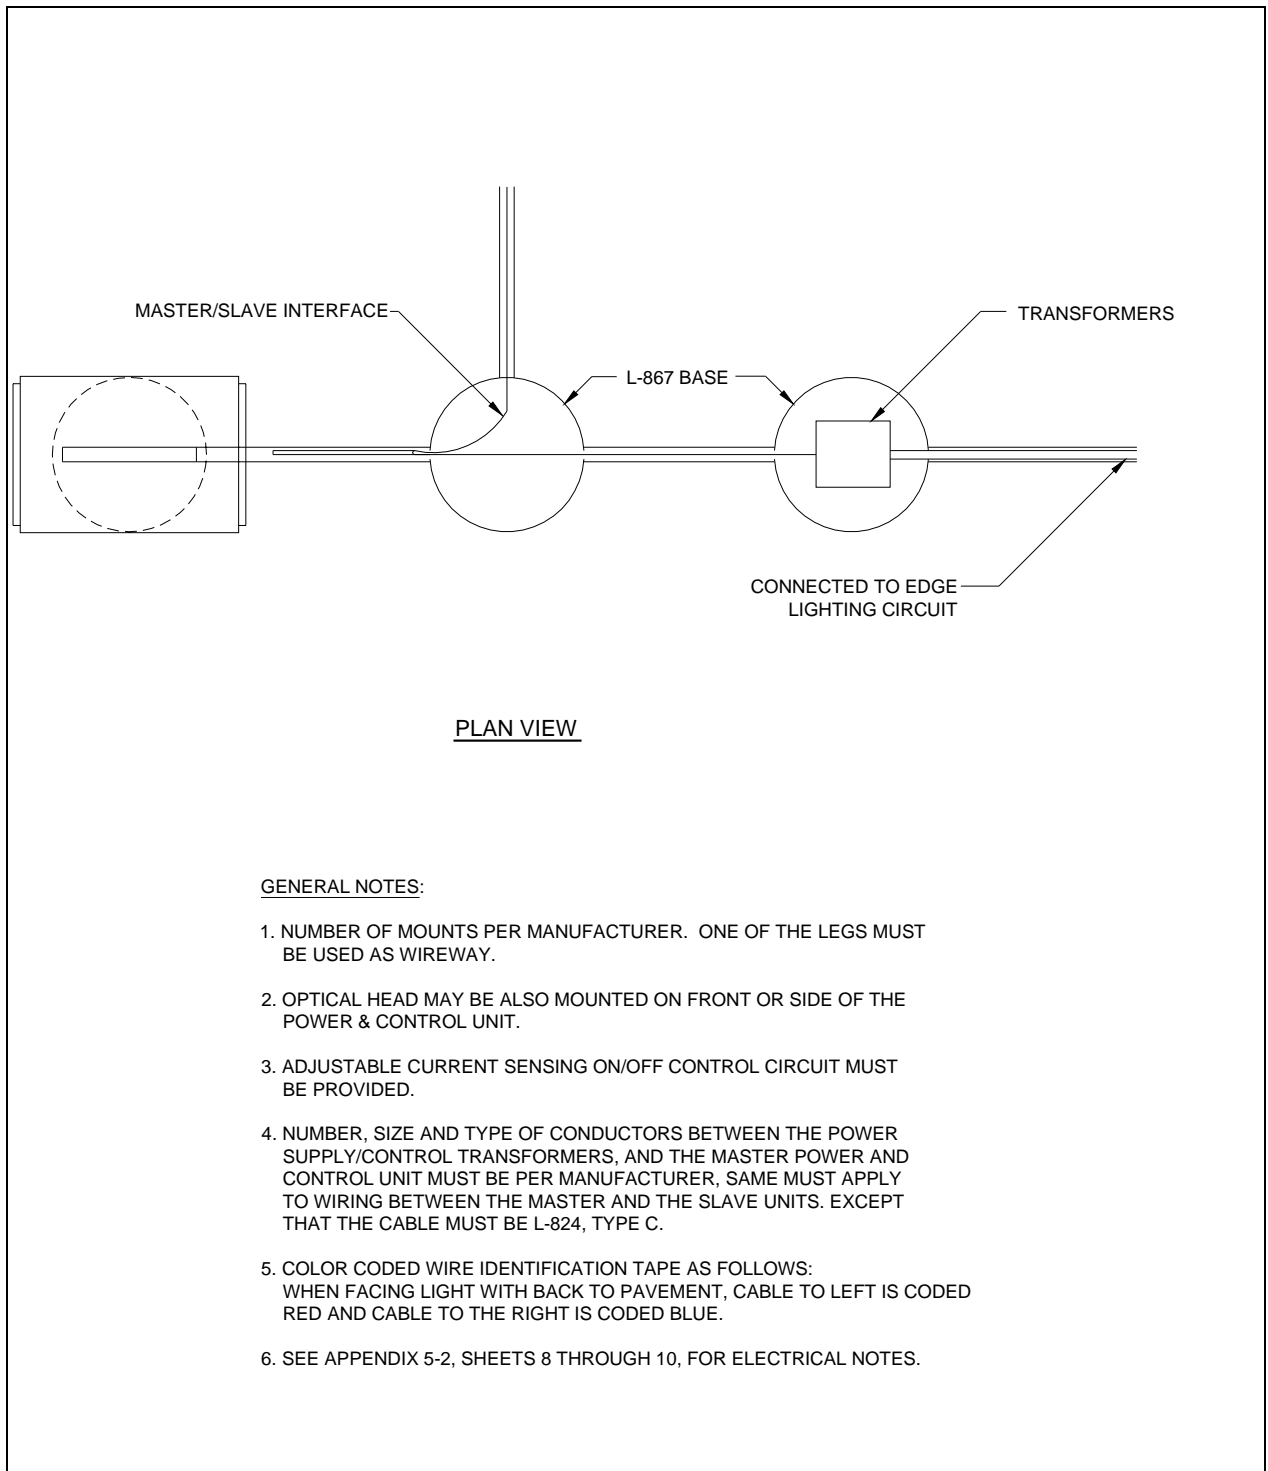 MASTER/SLAVE INTERFACE
TRANSFORMERS
L-867 BASE
CONNECTED TO EDGE
LIGHTING CIRCUIT
PLAN VIEW
GENERAL NOTES:
1. NUMBER OF MOUNTS PER MANUFACTURER. ONE OF THE LEGS MUST
BE USED AS WIREWAY.
2. OPTICAL HEAD MAY BE ALSO MOUNTED ON FRONT OR SIDE OF THE
POWER & CONTROL UNIT.
3. ADJUSTABLE CURRENT SENSING ON/OFF CONTROL CIRCUIT MUST
BE PROVIDED.
4. NUMBER, SIZE AND TYPE OF CONDUCTORS BETWEEN THE POWER
SUPPLY/CONTROL TRANSFORMERS, AND THE MASTER POWER AND
CONTROL UNIT MUST BE PER MANUFACTURER, SAME MUST APPLY
TO WIRING BETWEEN THE MASTER AND THE SLAVE UNITS. EXCEPT
THAT THE CABLE MUST BE L-824, TYPE C.
5. COLOR CODED WIRE IDENTIFICATION TAPE AS FOLLOWS:
WHEN FACING LIGHT WITH BACK TO PAVEMENT, CABLE TO LEFT IS CODED
RED AND CABLE TO THE RIGHT IS CODED BLUE.
6. SEE APPENDIX 5-2, SHEETS 8 THROUGH 10, FOR ELECTRICAL NOTES.